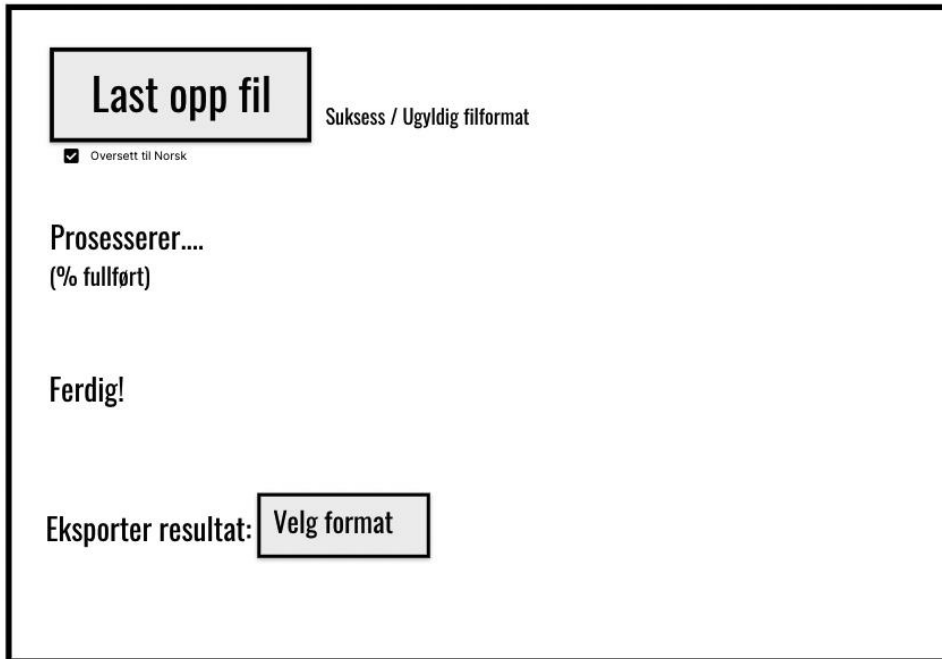 Last opp fil
Suksess / Ugyldig filformat
Oversett til Norsk
Prosesserer....
(% fullført)
Ferdig!
Eksporter resultat:
Velg format